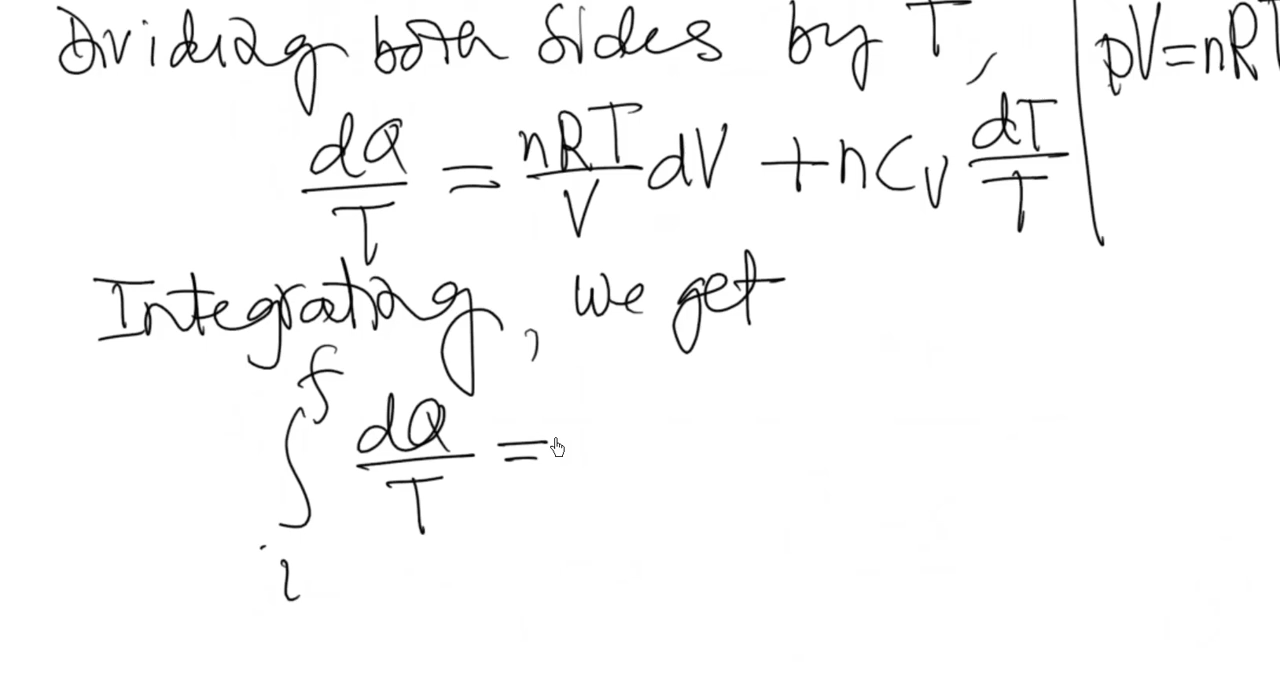 Dividing both sides by T,
pV=nRT
dQ/T = nRT/V dV + nCv dT/T
Integrating, we get
∫_i^f dQ/T =